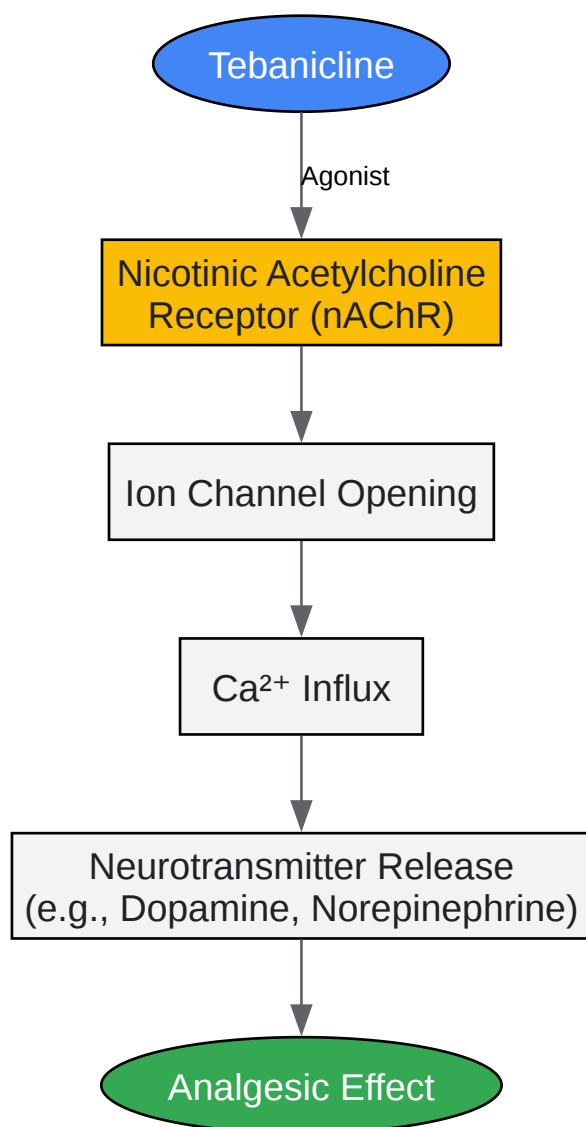 Tebanicline
Agonist
Nicotinic Acetylcholine
Receptor (nAChR)
Ion Channel Opening
Ca²⁺ Influx
Neurotransmitter Release
(e.g., Dopamine, Norepinephrine)
Analgesic Effect